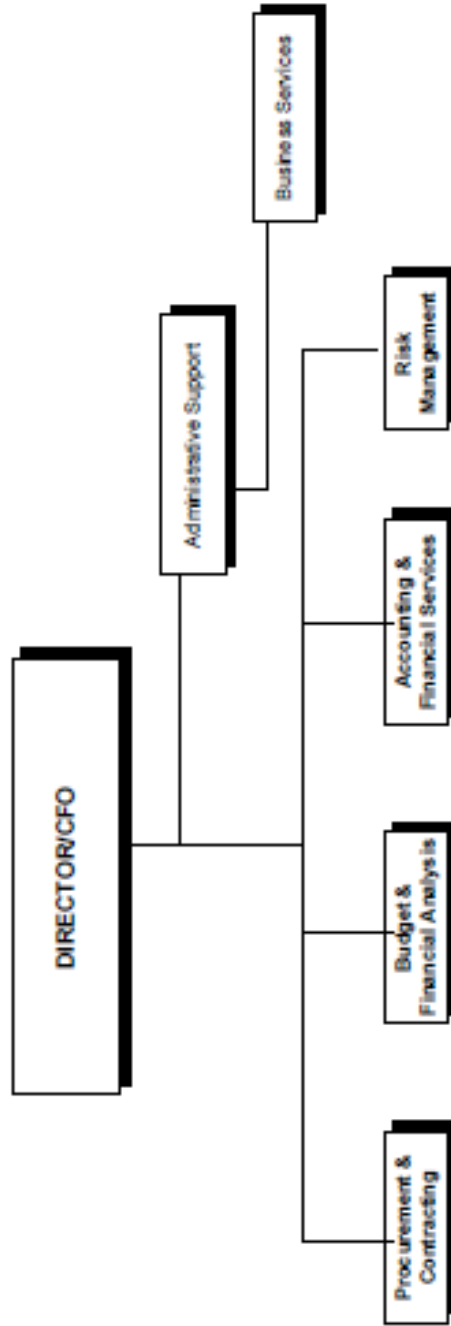 DIRECTOR/CFO
Administrative Support
Business Services
Procurement &
Contracting
Budget &
Financial Analysis
Accounting &
Financial Services
Risk
Management